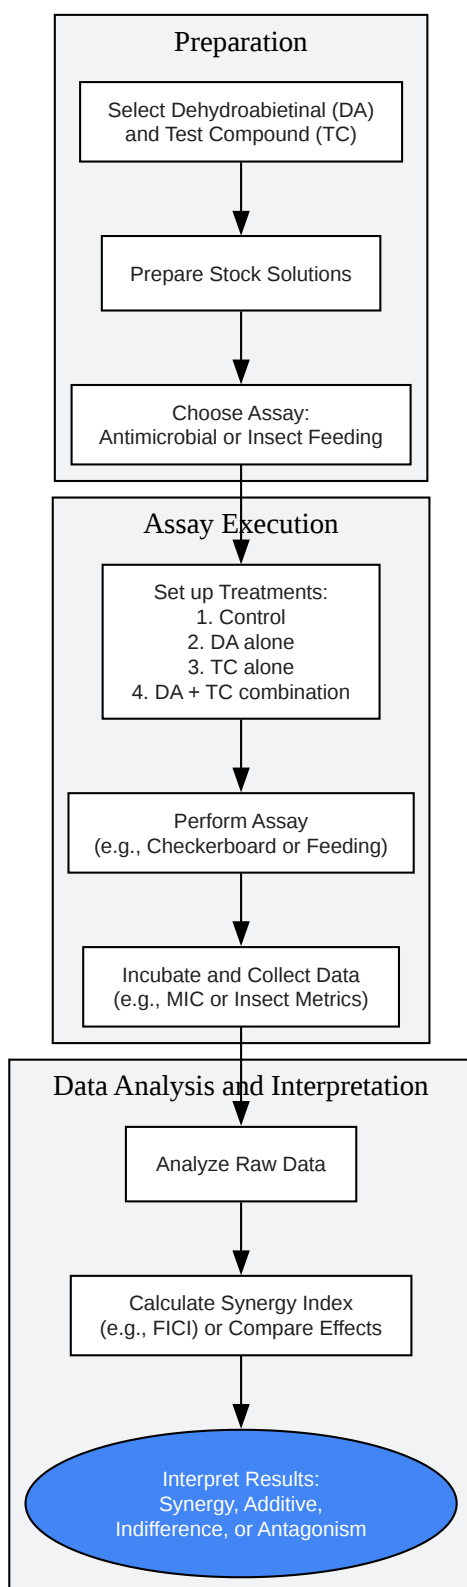 Preparation
Select Dehydroabietinal (DA)
and Test Compound (TC)
Prepare Stock Solutions
Choose Assay:
Antimicrobial or Insect Feeding
Assay Execution
Set up Treatments:
1. Control
2. DA alone
3. TC alone
4. DA + TC combination
Perform Assay
(e.g., Checkerboard or Feeding)
Incubate and Collect Data
(e.g., MIC or Insect Metrics)
Data Analysis and Interpretation
Analyze Raw Data
Calculate Synergy Index
(e.g., FICI) or Compare Effects
Interpret Results:
Synergy, Additive,
Indifference, or Antagonism